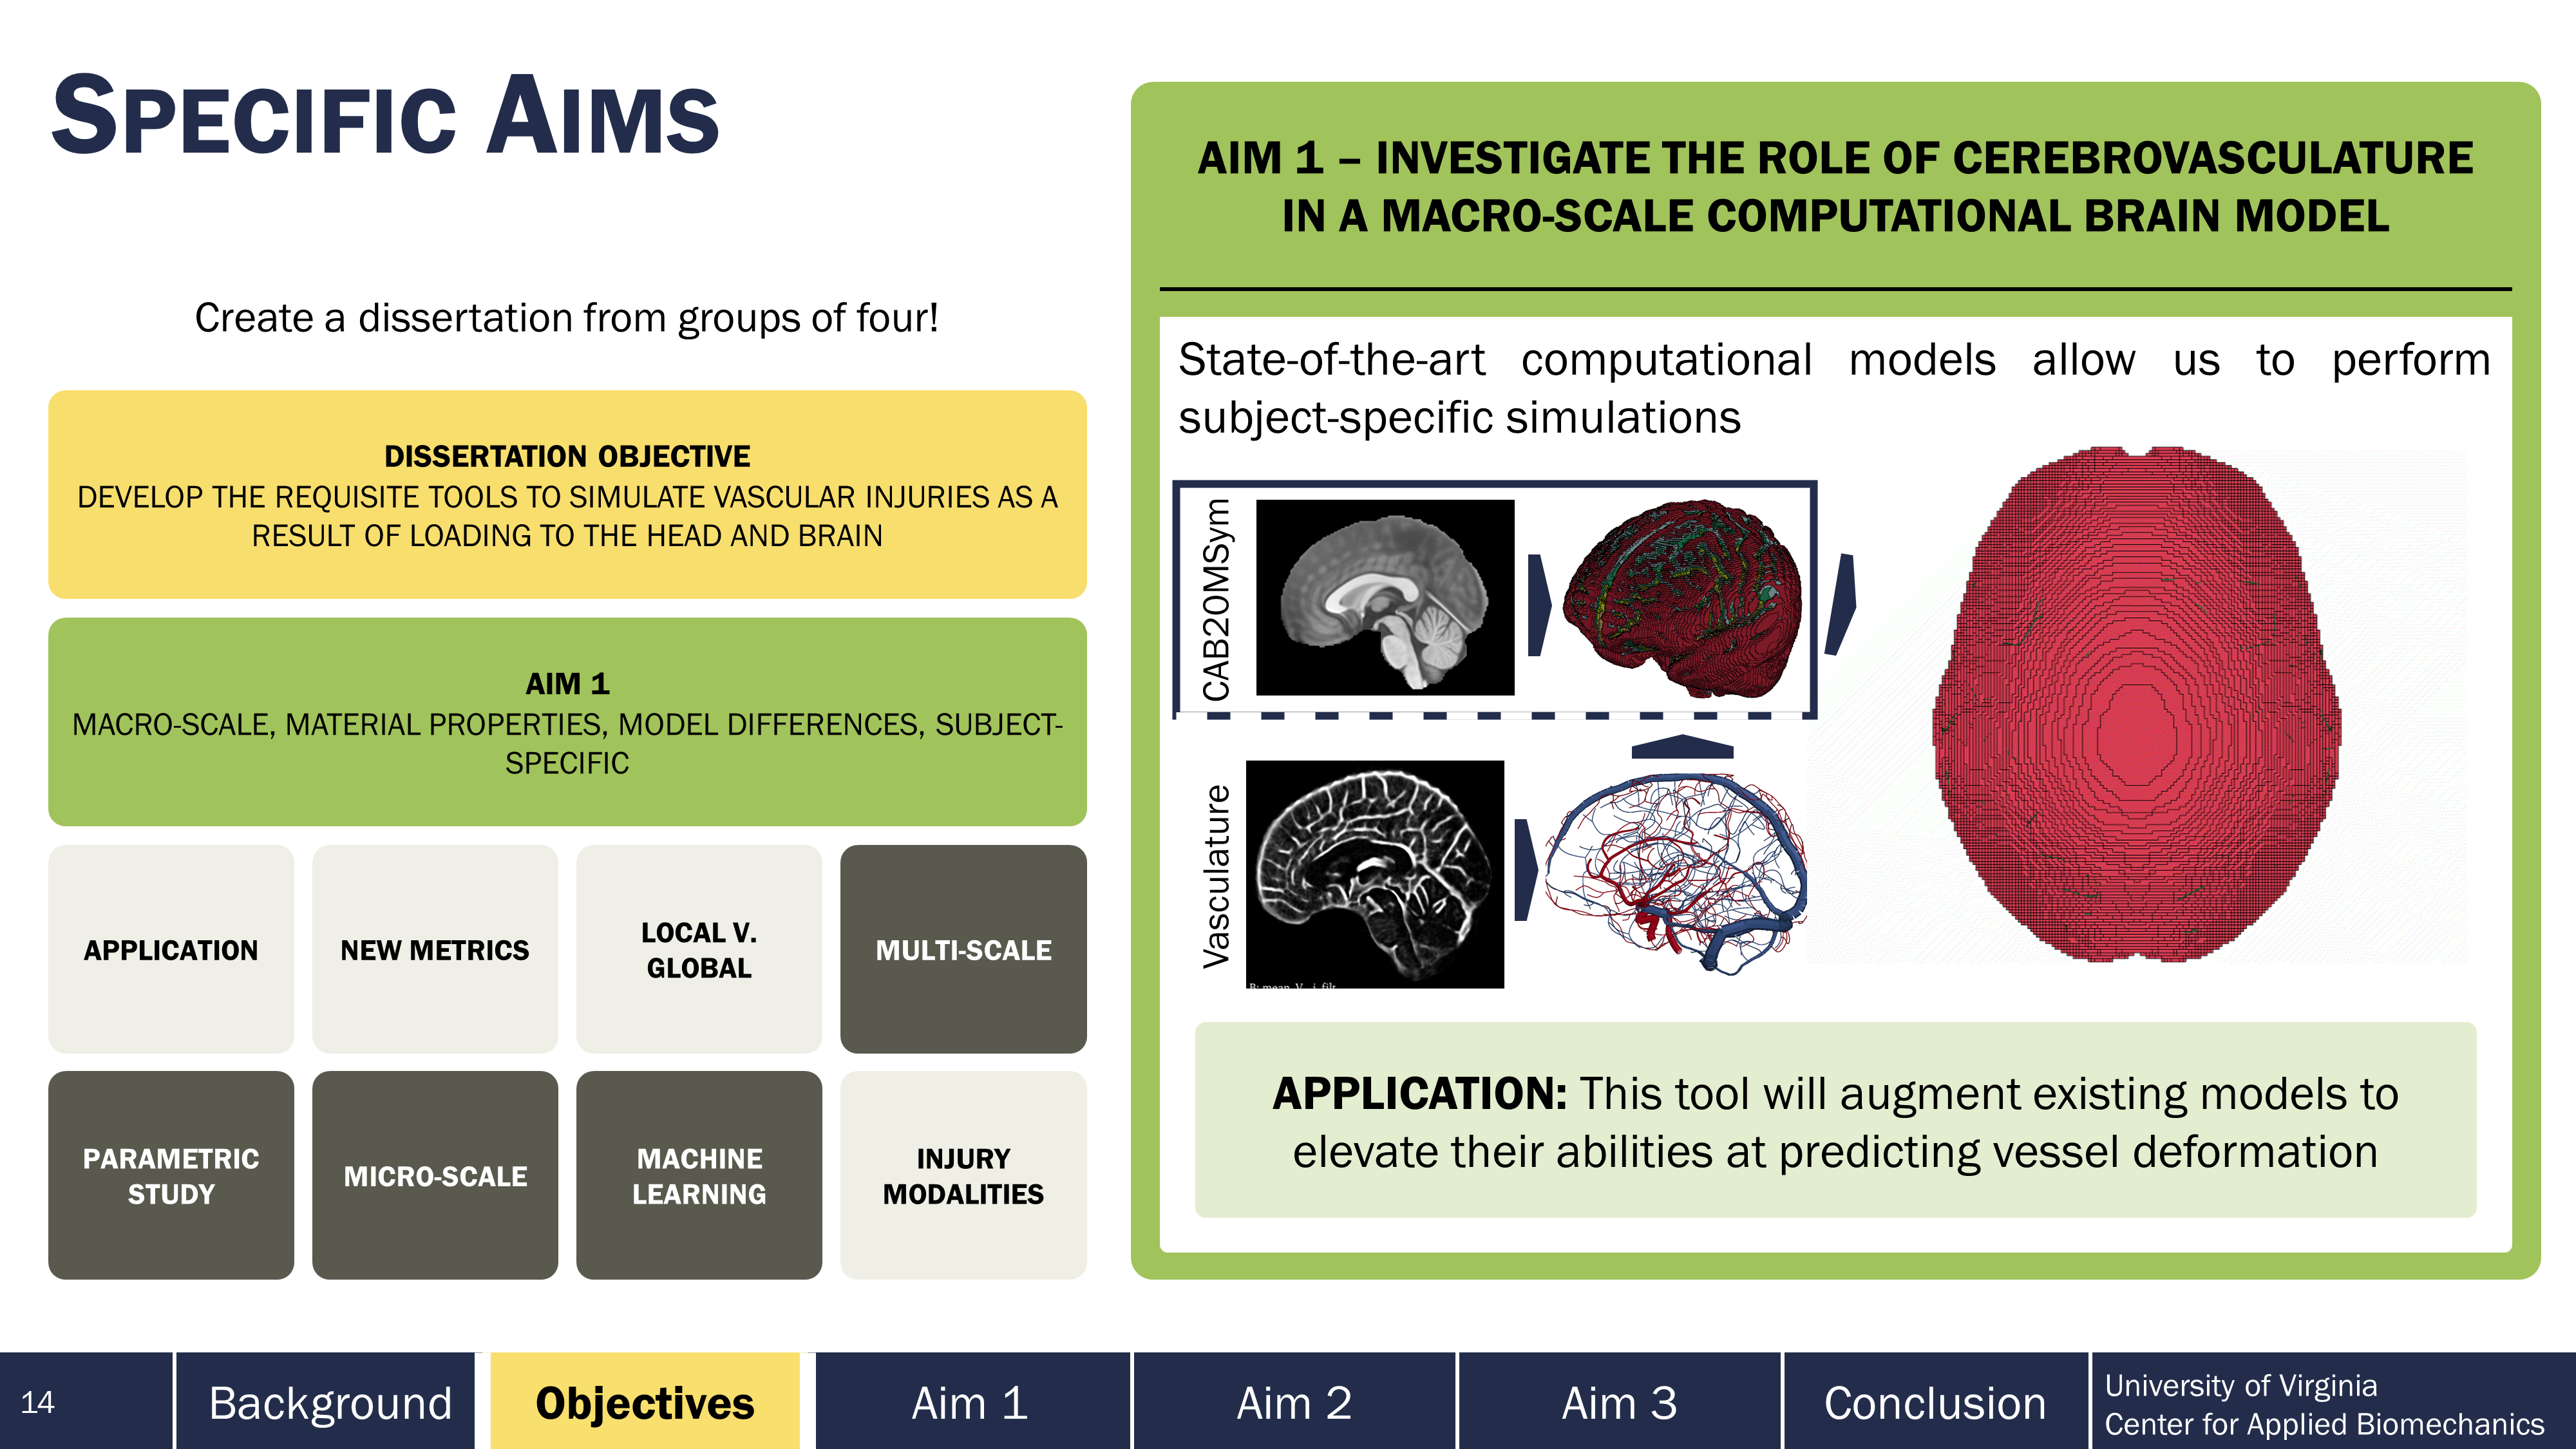 SPECIFIC AIMS
Create a dissertation from groups of four!
DISSERTATION OBJECTIVE
DEVELOP THE REQUISITE TOOLS TO SIMULATE VASCULAR INJURIES AS A
RESULT OF LOADING TO THE HEAD AND BRAIN
AIM 1
MACRO-SCALE, MATERIAL PROPERTIES, MODEL DIFFERENCES, SUBJECT-
SPECIFIC
APPLICATION
NEW METRICS
LOCAL V.
GLOBAL
MULTI-SCALE
PARAMETRIC
STUDY
MICRO-SCALE
MACHINE
LEARNING
INJURY
MODALITIES
AIM 1 – INVESTIGATE THE ROLE OF CEREBROVASCULATURE
IN A MACRO-SCALE COMPUTATIONAL BRAIN MODEL
State-of-the-art computational models allow us to perform
subject-specific simulations
CAB20MSym
Vasculature
APPLICATION: This tool will augment existing models to
elevate their abilities at predicting vessel deformation
14
Background
Objectives
Aim 1
Aim 2
Aim 3
Conclusion
University of Virginia
Center for Applied Biomechanics